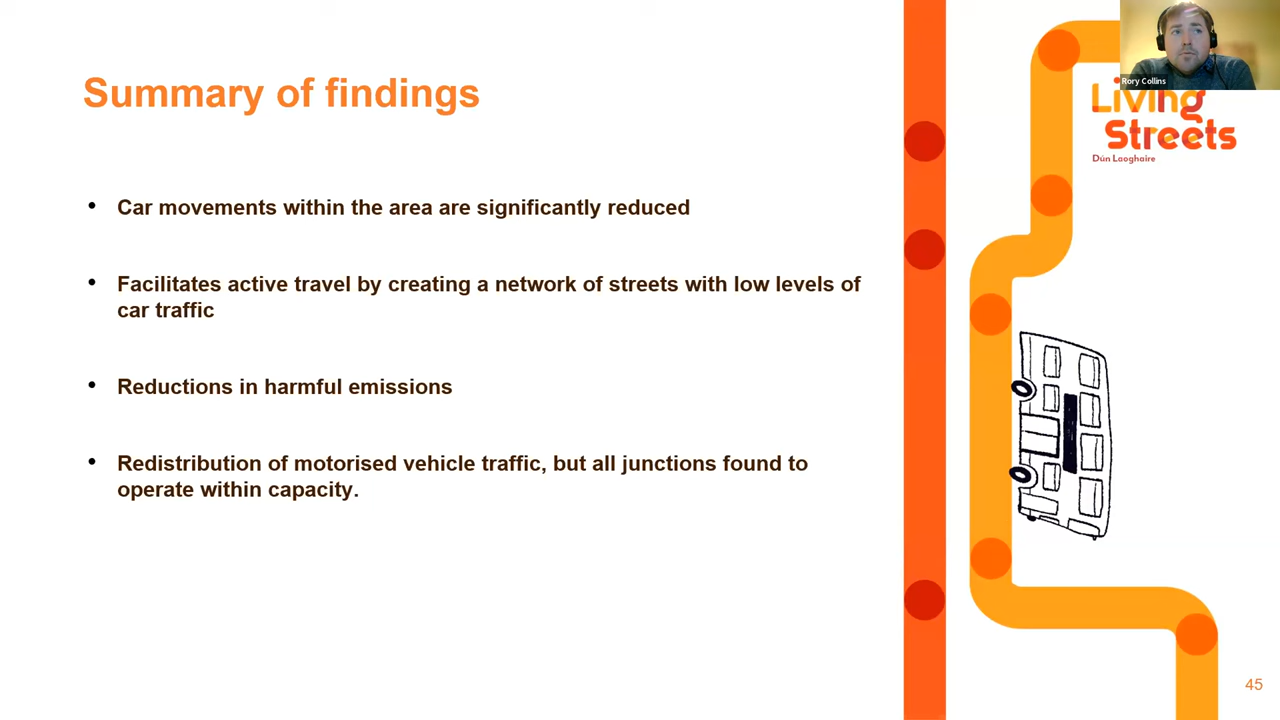 Summary of findings
Rory Collins
Living
Streets
Dún Laoghaire
• Car movements within the area are significantly reduced
• Facilitates active travel by creating a network of streets with low levels of
car traffic
• Reductions in harmful emissions
• Redistribution of motorised vehicle traffic, but all junctions found to
operate within capacity.
45